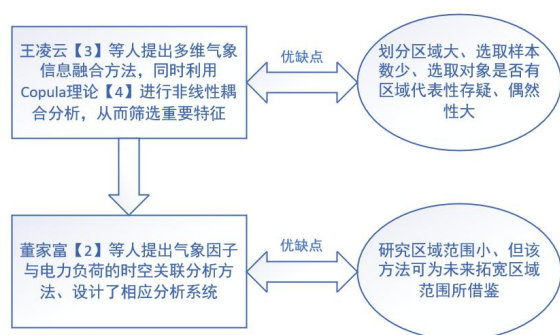 王凌云【3】等人提出多维气象
信息融合方法，同时利用
Copula理论【4】进行非线性耦
合分析，从而筛选重要特征
优缺点
划分区域大、选取样本
数少、选取对象是否有
区域代表性存疑、偶然
性大
董家富【2】等人提出气象因子
与电力负荷的时空关联分析方
法、设计了相应分析系统
优缺点
研究区域范围小、但该
方法可为未来拓宽区域
范围所借鉴